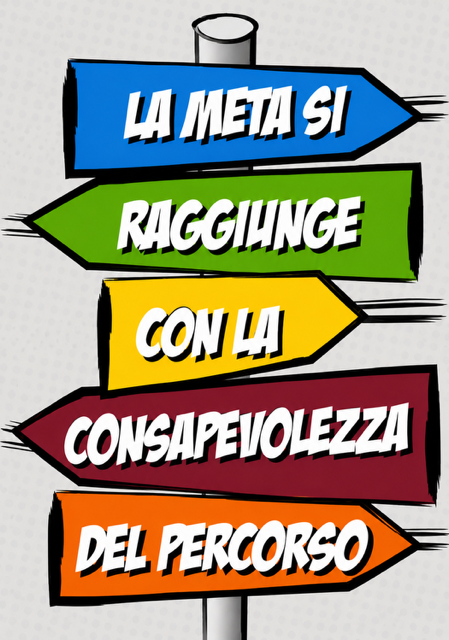 LA META SI
RAGGIUNGE
CON LA
CONSAPEVOLEZZA
DEL PERCORSO